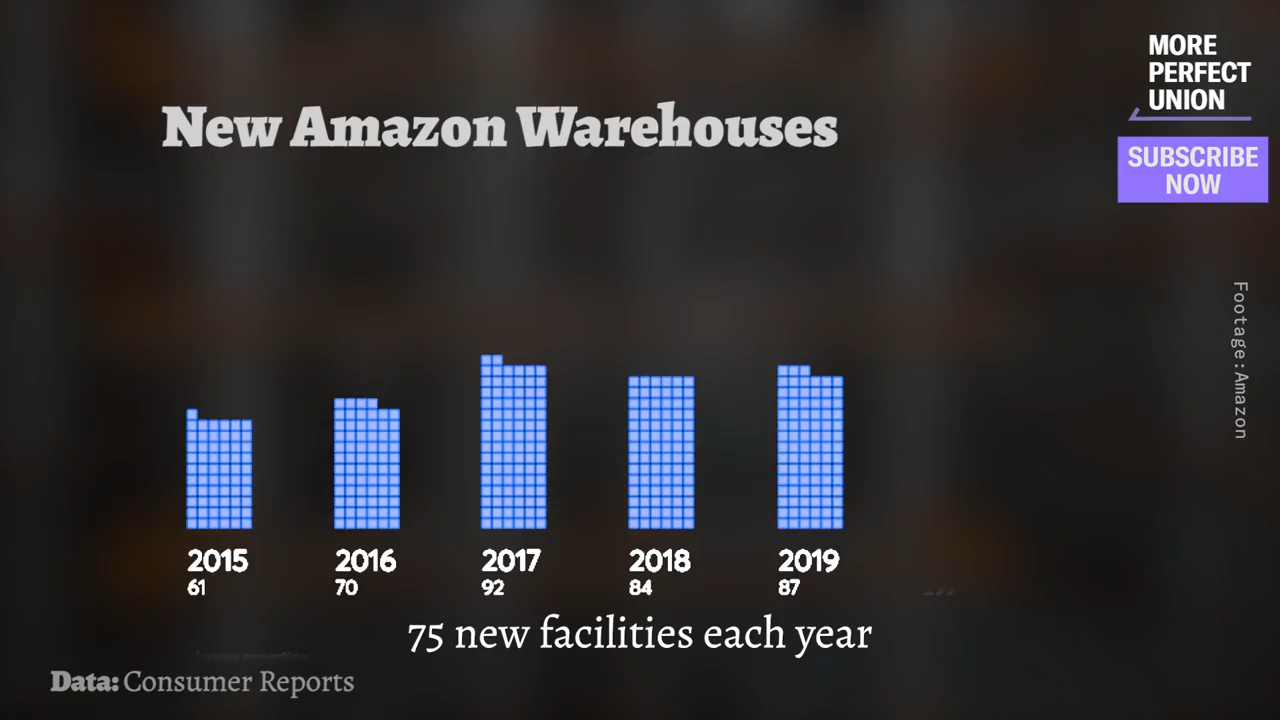 MORE
PERFECT
UNION
SUBSCRIBE
NOW
New Amazon Warehouses
Footage: Amazon
2015 2016 2017 2018 2019
61 70 92 84 87
75 new facilities each year
Data: Consumer Reports